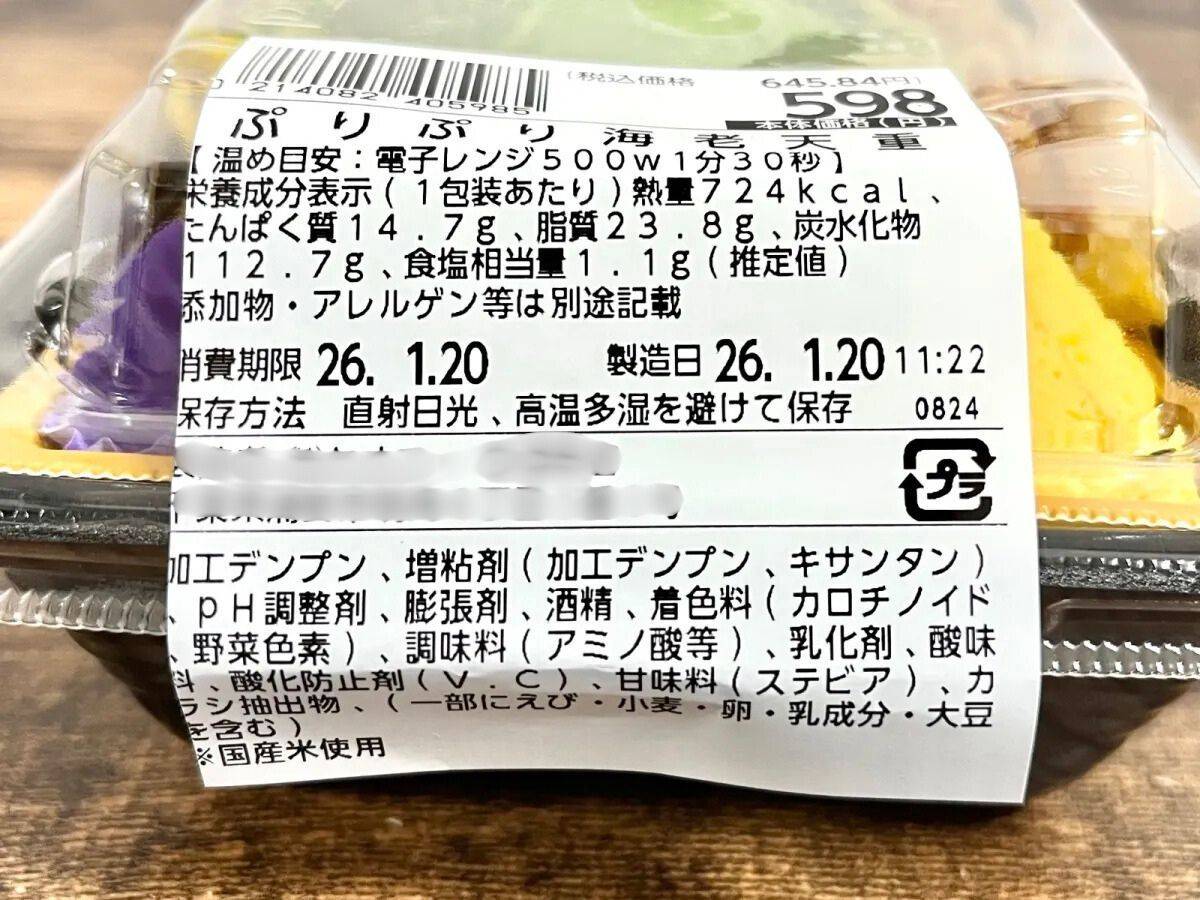 214082 405985
(税込価格 645.84円)
598
本体価格(円)
ぷりぷり海老天重
【温め目安：電子レンジ500W1分30秒】
栄養成分表示(1包装あたり)熱量724kcal、
たんぱく質14.7g、脂質23.8g、炭水化物
112.7g、食塩相当量1.1g(推定値)
添加物・アレルゲン等は別途記載
消費期限 26. 1.20 製造日 26. 1.20 11:22
保存方法 直射日光、高温多湿を避けて保存 0824
プラ
加工デンプン、増粘剤(加工デンプン、キサンタン)
、pH調整剤、膨張剤、酒精、着色料(カロチノイド
、野菜色素)、調味料(アミノ酸等)、乳化剤、酸味
料、酸化防止剤(V.C)、甘味料(ステビア)、カ
ラシ抽出物、(一部にえび・小麦・卵・乳成分・大豆
を含む)
※国産米使用